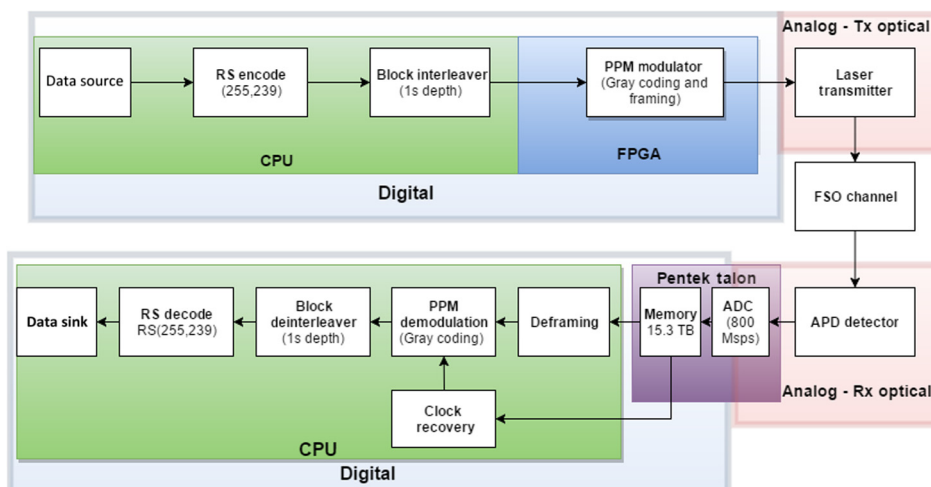 Analog - Tx optical
Data source
RS encode
(255,239)
Block interleaver
(1s depth)
PPM modulator
(Gray coding and
framing)
Laser
transmitter
CPU
FPGA
Digital
FSO channel
Pentek talon
Data sink
RS decode
RS(255,239)
Block
deinterleaver
(1s depth)
PPM
demodulation
(Gray coding)
Deframing
Memory
15.3 TB
ADC
(800
Msps)
APD detector
Clock
recovery
Analog - Rx optical
CPU
Digital